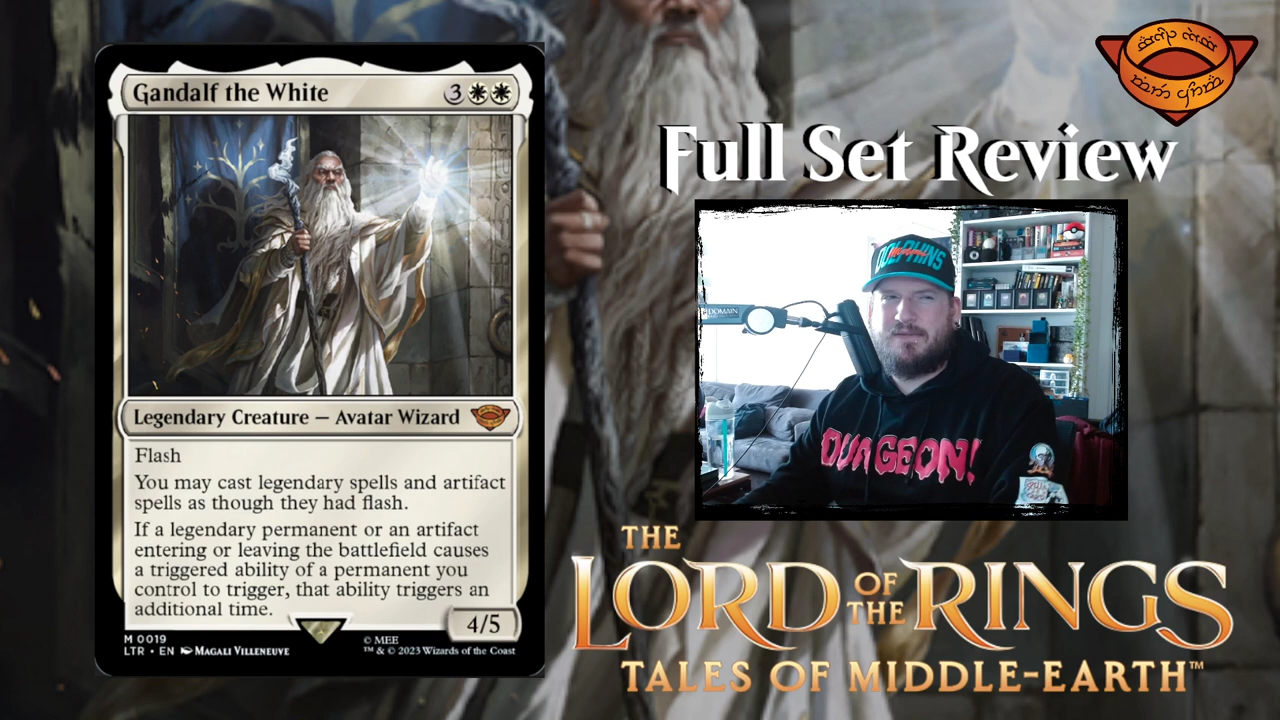 Gandalf the White
3
Legendary Creature — Avatar Wizard
Flash
You may cast legendary spells and artifact
spells as though they had flash.
If a legendary permanent or an artifact
entering or leaving the battlefield causes
a triggered ability of a permanent you
control to trigger, that ability triggers an
additional time.
4/5
M 0019
LTR • EN Magali Villeneuve
© MEE
™ & © 2023 Wizards of the Coast
Full Set Review
DOLPHINS
DOMAIN
DURGEON!
THE
LORD OF THE RINGS
TALES OF MIDDLE-EARTH™